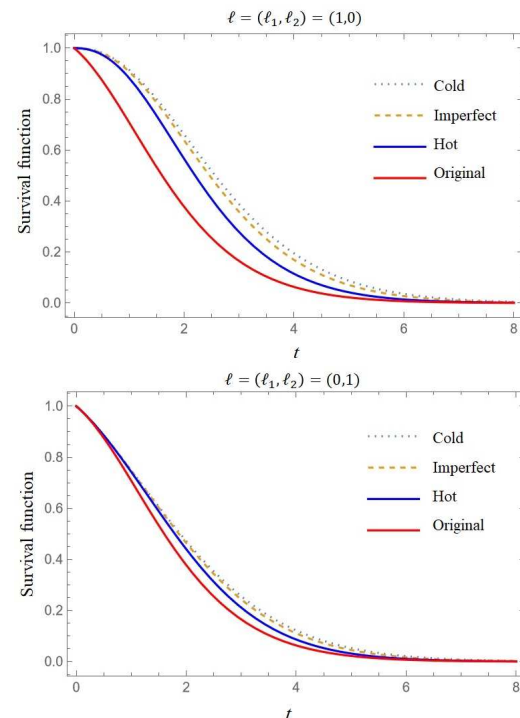 ℓ = (ℓ₁, ℓ₂) = (1,0)
1.0
0.8
0.6
0.4
0.2
0.0
Survival function
Cold
Imperfect
Hot
Original
0 2 4 6 8
t
ℓ = (ℓ₁, ℓ₂) = (0,1)
1.0
0.8
0.6
0.4
0.2
0.0
Survival function
Cold
Imperfect
Hot
Original
0 2 4 6 8
t